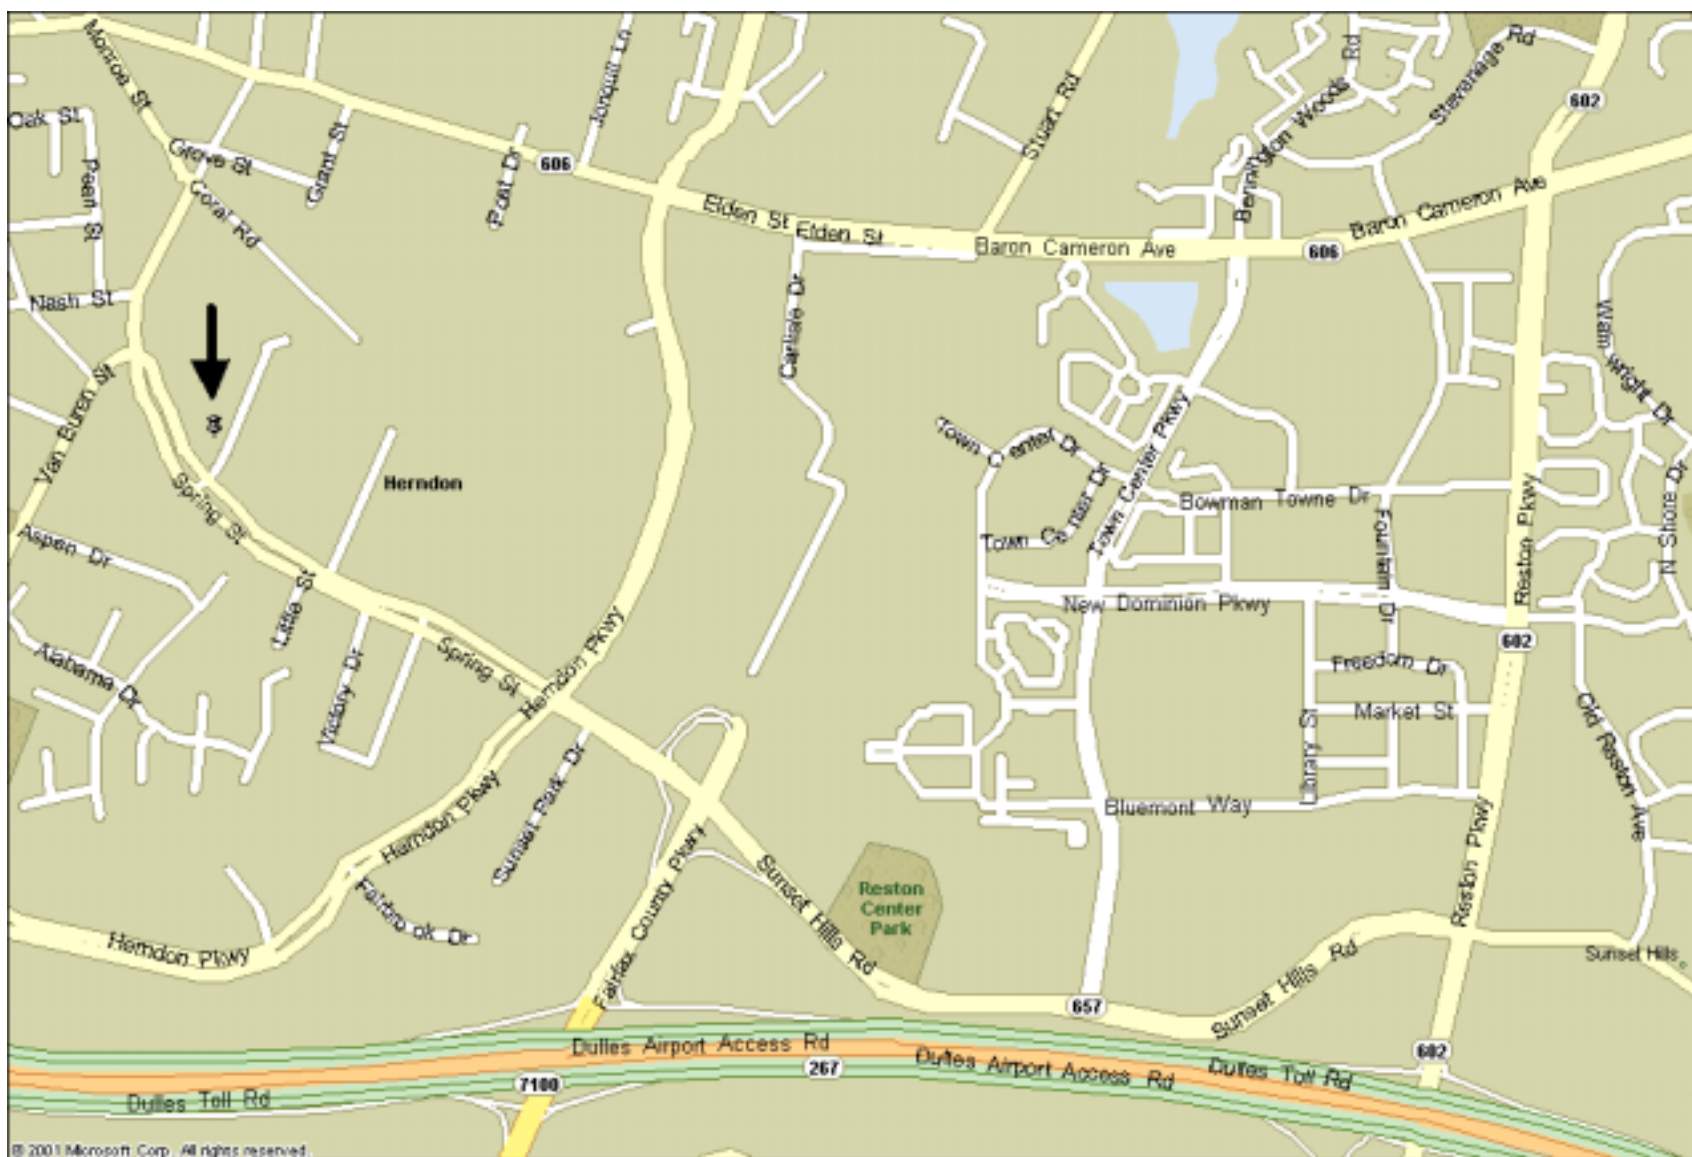 Monroe St
Jonquil Ln
Stuart Rd
Bennington Woods Rd
Stevenage Rd
602
Oak St
Pearl St
Grove St
Grant St
Post Dr
606
Coral Rd
Elden St
Elden St
Baron Cameron Ave
606
Baron Cameron Ave
Nash St
Carlisle Dr
Wainwright Dr
Van Buren St
Spring St
Herndon
Town Center Dr
Town Center Dr
Town Center Pkwy
Bowman Towne Dr
Fountain Dr
Reston Pkwy
N Shore Dr
Aspen Dr
Little St
Alabama Dr
Victory Dr
Spring St
Herndon Pkwy
New Dominion Pkwy
602
Freedom Dr
Market St
Library St
Old Reston Ave
Sunset Park Dr
Herndon Pkwy
Bluemont Way
Fairbrook Dr
Fairfax County Pkwy
Sunset Hills Rd
Reston
Center
Park
Reston Pkwy
Herndon Pkwy
Sunset Hills Rd
Sunset Hills
657
Dulles Airport Access Rd
267
Dulles Airport Access Rd
Dulles Toll Rd
602
7100
Dulles Toll Rd
© 2001 Microsoft Corp. All rights reserved.